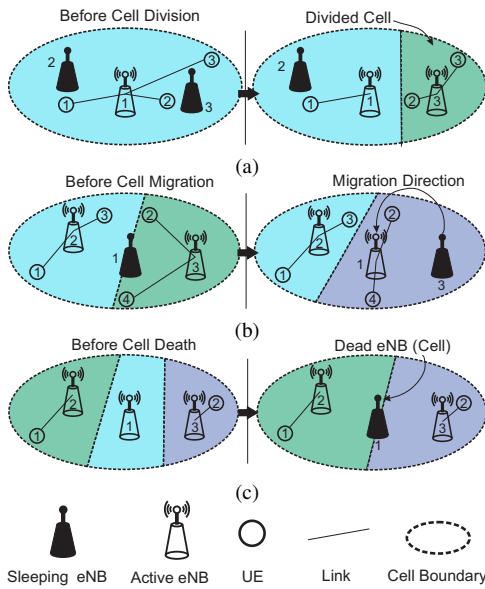 Before Cell Division
Divided Cell
2
3
1
1
2
3
2
3
1
1
2
3
(a)
Before Cell Migration
Migration Direction
2
3
2
1
1
3
4
3
2
2
1
1
3
4
(b)
Before Cell Death
Dead eNB (Cell)
2
1
1
2
3
2
1
1
2
3
(c)
Sleeping eNB
Active eNB
UE
Link
Cell Boundary